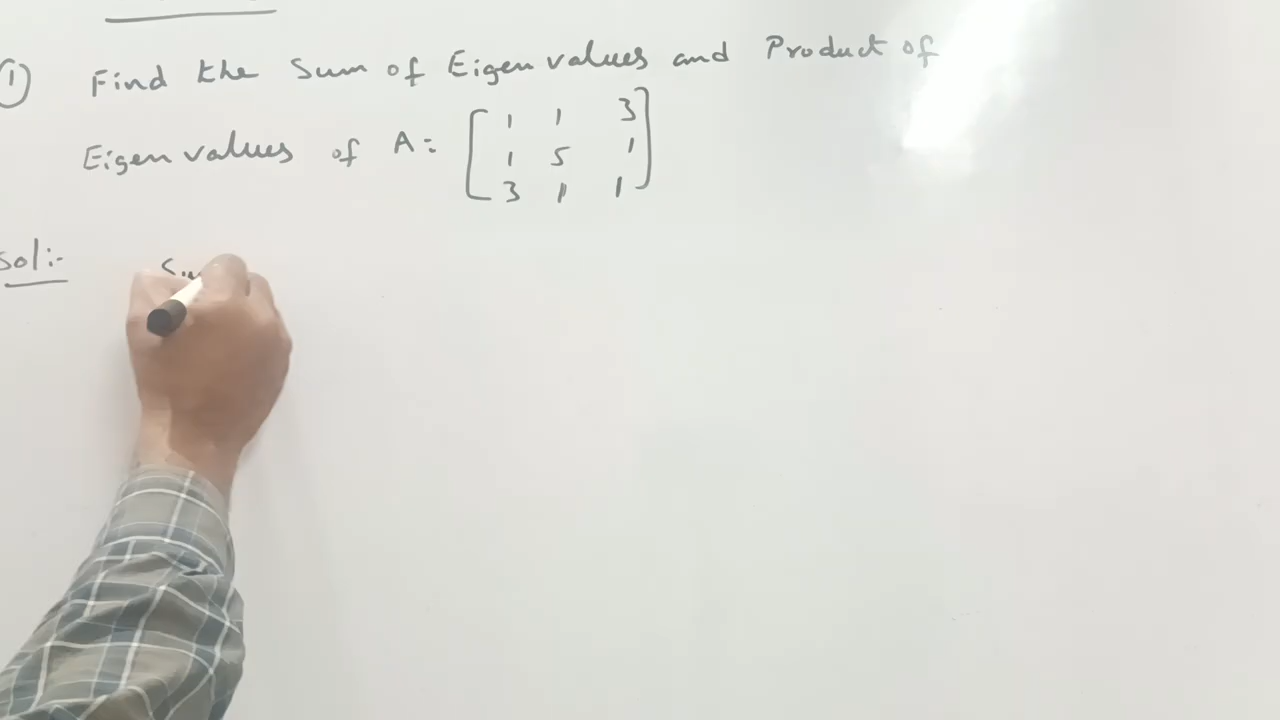 ① Find the Sum of Eigen values and Product of
Eigen values of A= [1 1 3
1 5 1
3 1 1]
Sol:-